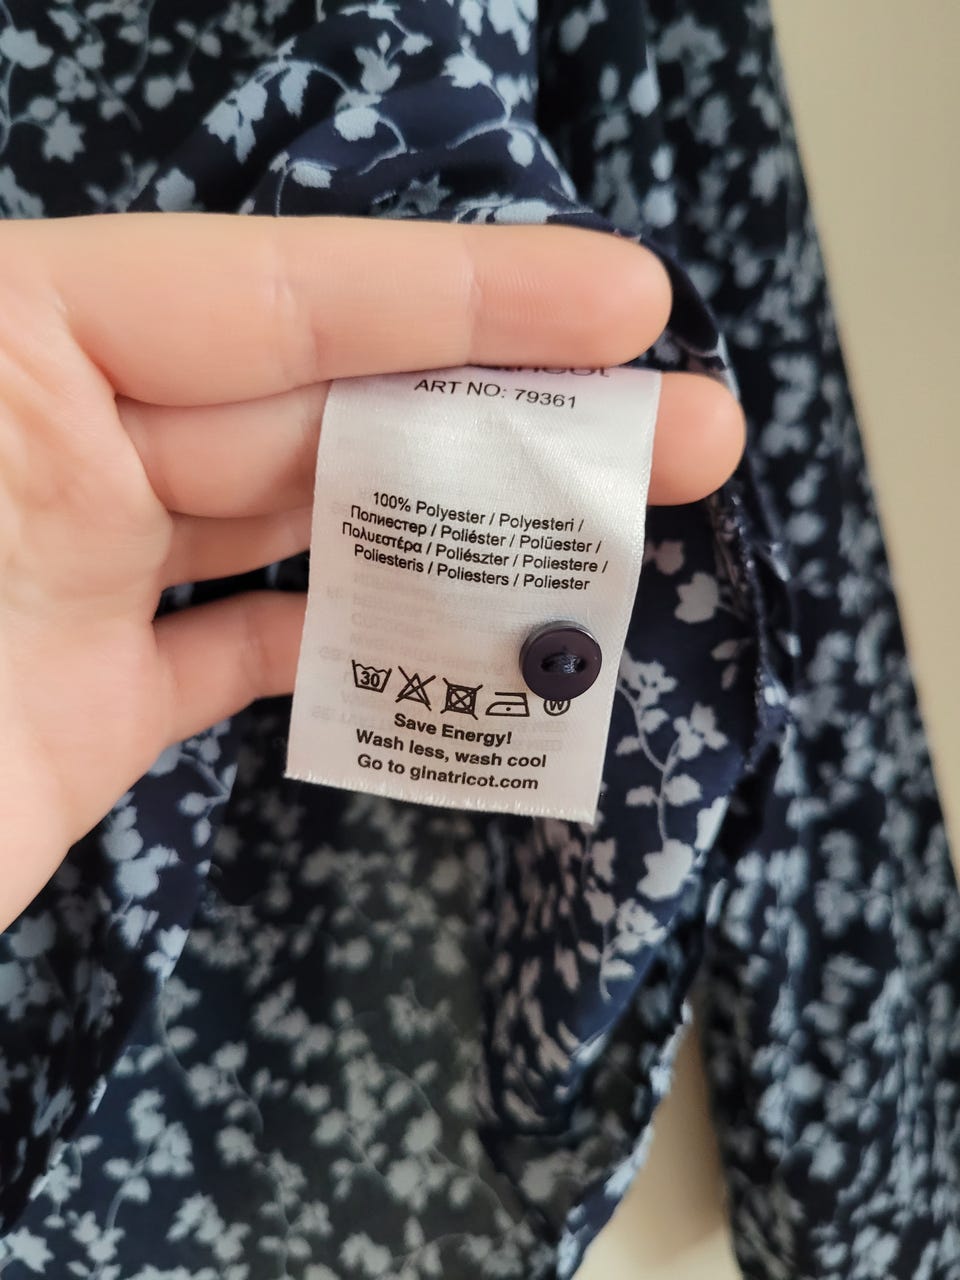 ART NO: 79361
100% Polyester / Polyesteri /
Полиестер / Poliéster / Polüester /
Πολυεστέρα / Poliészter / Poliestere /
Poliesteris / Poliesters / Poliester
30
W
Save Energy!
Wash less, wash cool
Go to ginatricot.com